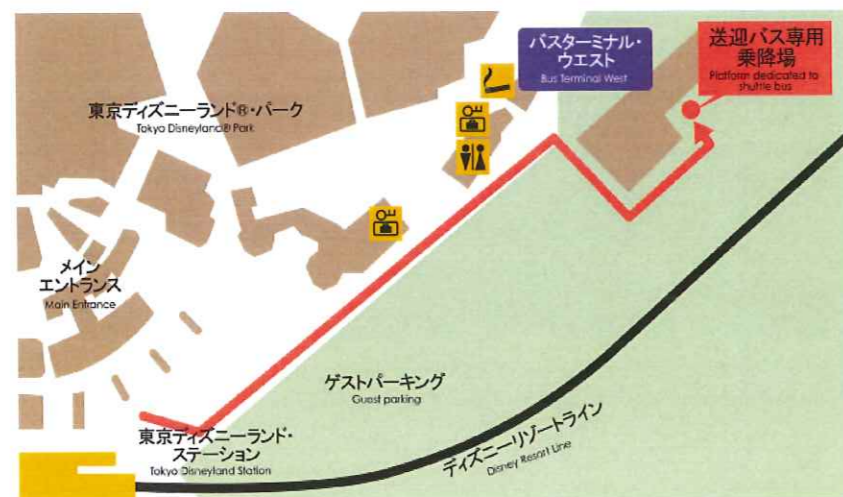 バスターミナル・
ウエスト
Bus Terminal West
送迎バス専用
乗降場
Platform dedicated to
shuttle bus
東京ディズニーランド®・パーク
Tokyo Disneyland® Park
メイン
エントランス
Main Entrance
ゲストパーキング
Guest parking
東京ディズニーランド・
ステーション
Tokyo Disneyland Station
ディズニーリゾートライン
Disney Resort Line